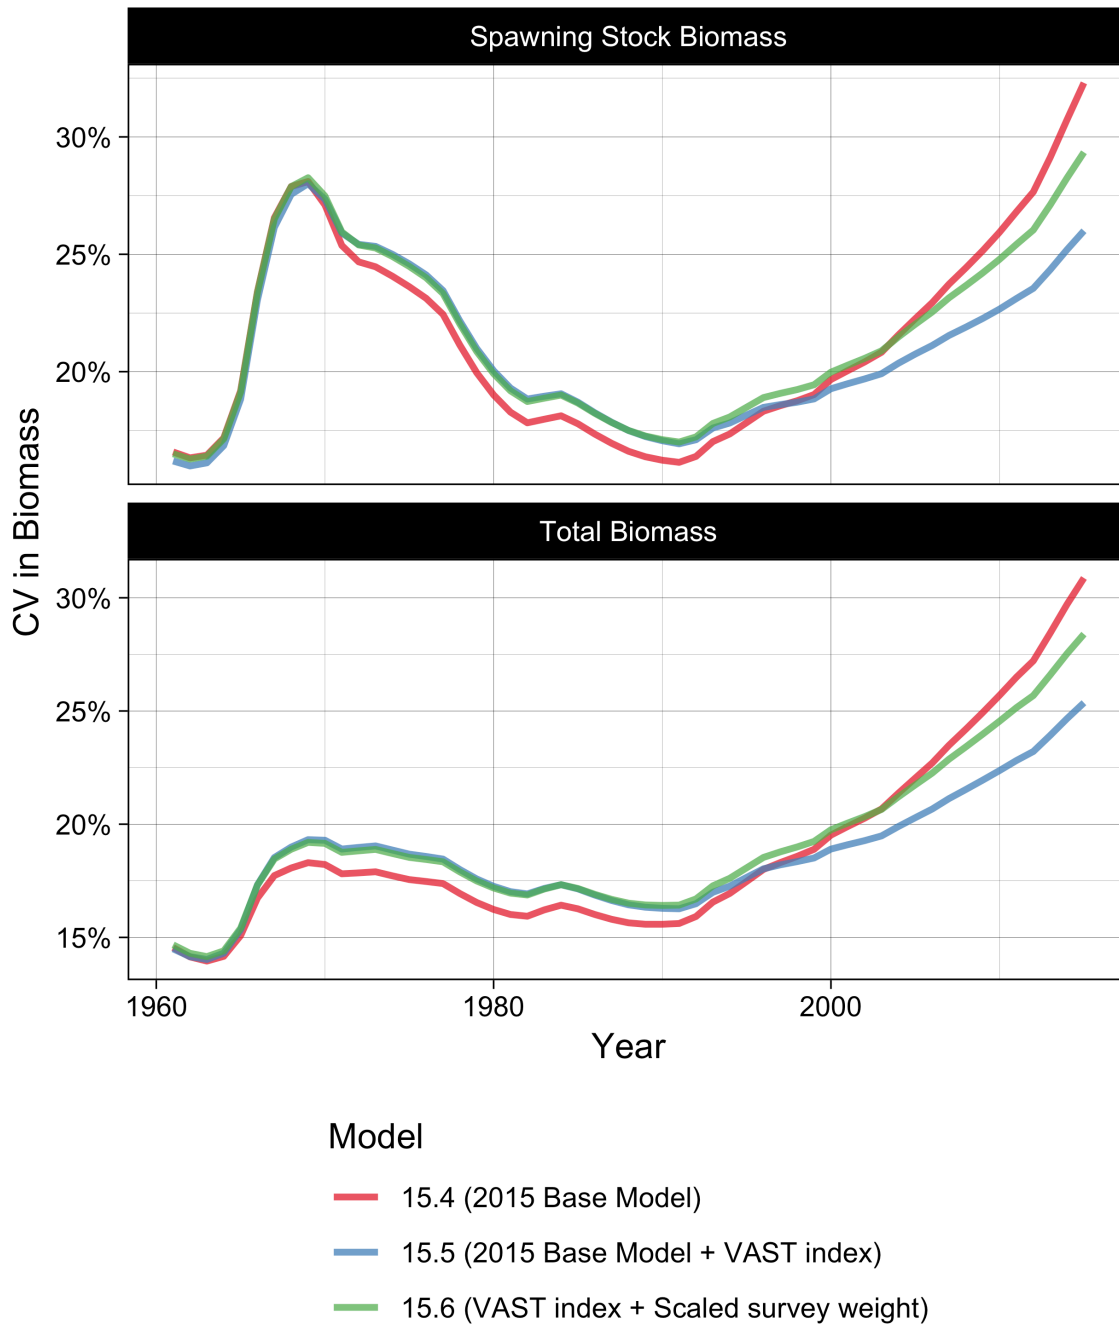 Spawning Stock Biomass
30%
25%
20%
CV in Biomass
Total Biomass
30%
25%
20%
15%
1960 1980 2000
Year
Model
15.4 (2015 Base Model)
15.5 (2015 Base Model + VAST index)
15.6 (VAST index + Scaled survey weight)